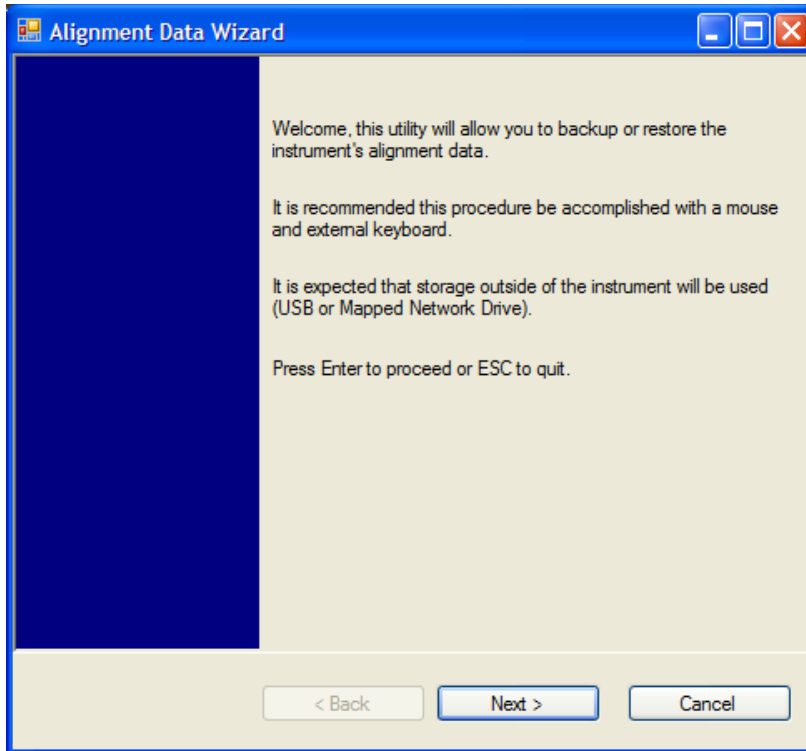 Alignment Data Wizard
Welcome, this utility will allow you to backup or restore the
instrument's alignment data.
It is recommended this procedure be accomplished with a mouse
and external keyboard.
It is expected that storage outside of the instrument will be used
(USB or Mapped Network Drive).
Press Enter to proceed or ESC to quit.
< Back
Next >
Cancel